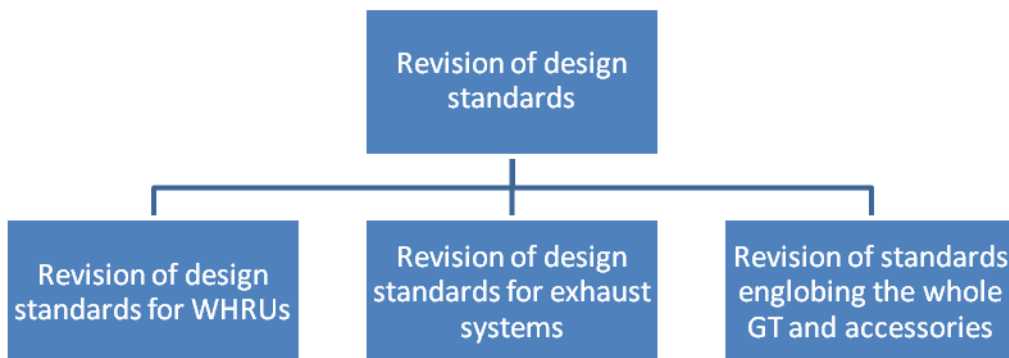 Revision of design
standards
Revision of design
standards for WHRUs
Revision of design
standards for exhaust
systems
Revision of standards
englobing the whole
GT and accessories